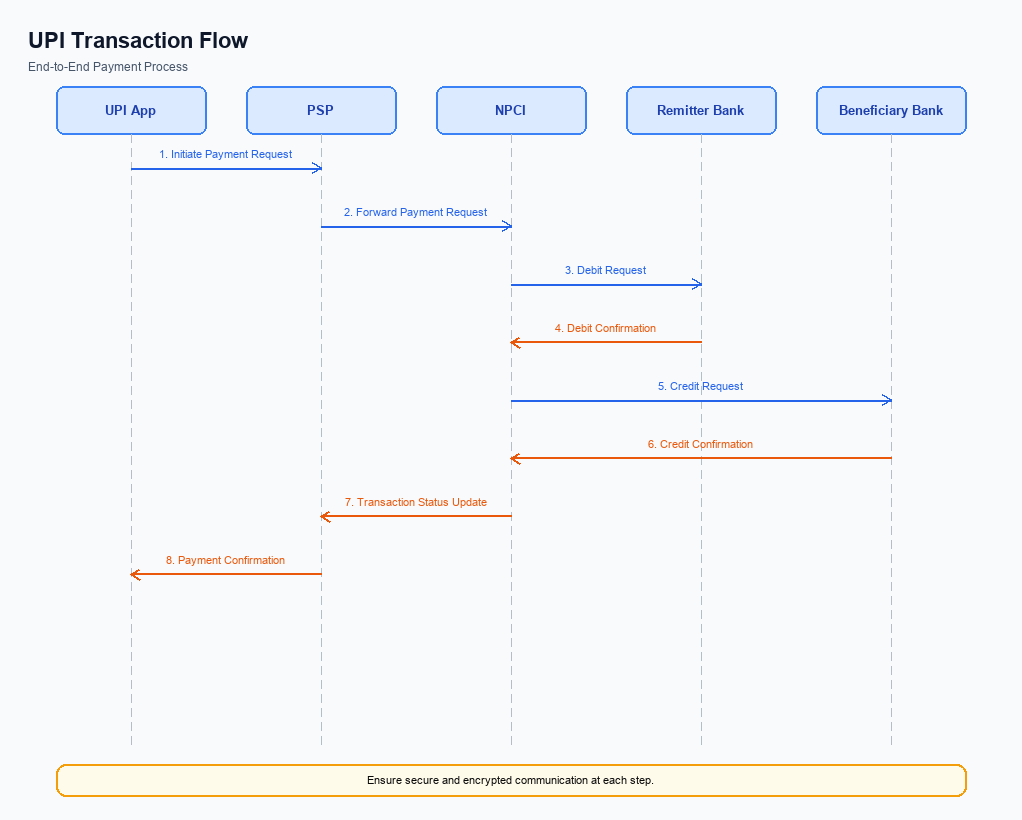 UPI Transaction Flow
End-to-End Payment Process
UPI App
PSP
NPCI
Remitter Bank
Beneficiary Bank
1. Initiate Payment Request
2. Forward Payment Request
3. Debit Request
4. Debit Confirmation
5. Credit Request
6. Credit Confirmation
7. Transaction Status Update
8. Payment Confirmation
Ensure secure and encrypted communication at each step.